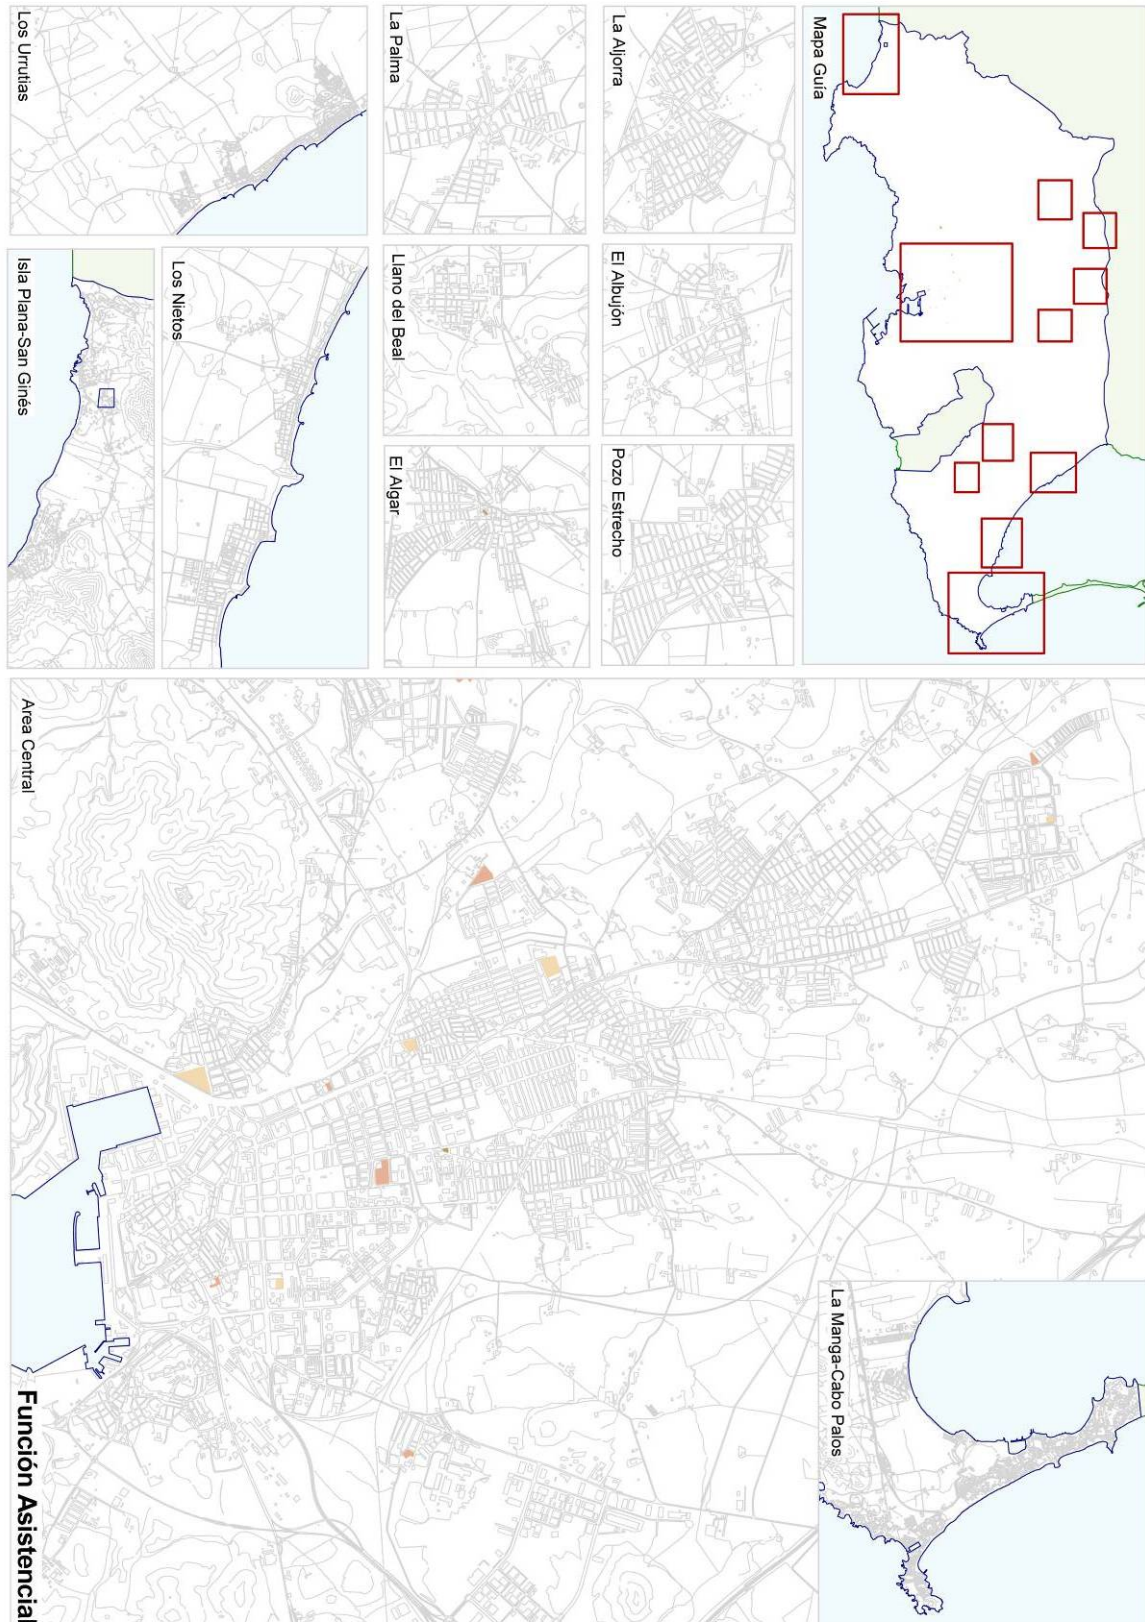 Mapa Guía
La Aljorra
El Albujón
Pozo Estrecho
La Palma
Llano del Beal
El Algar
Los Urrutias
Los Nietos
Isla Plana-San Ginés
La Manga-Cabo Palos
Area Central
Función Asistencial